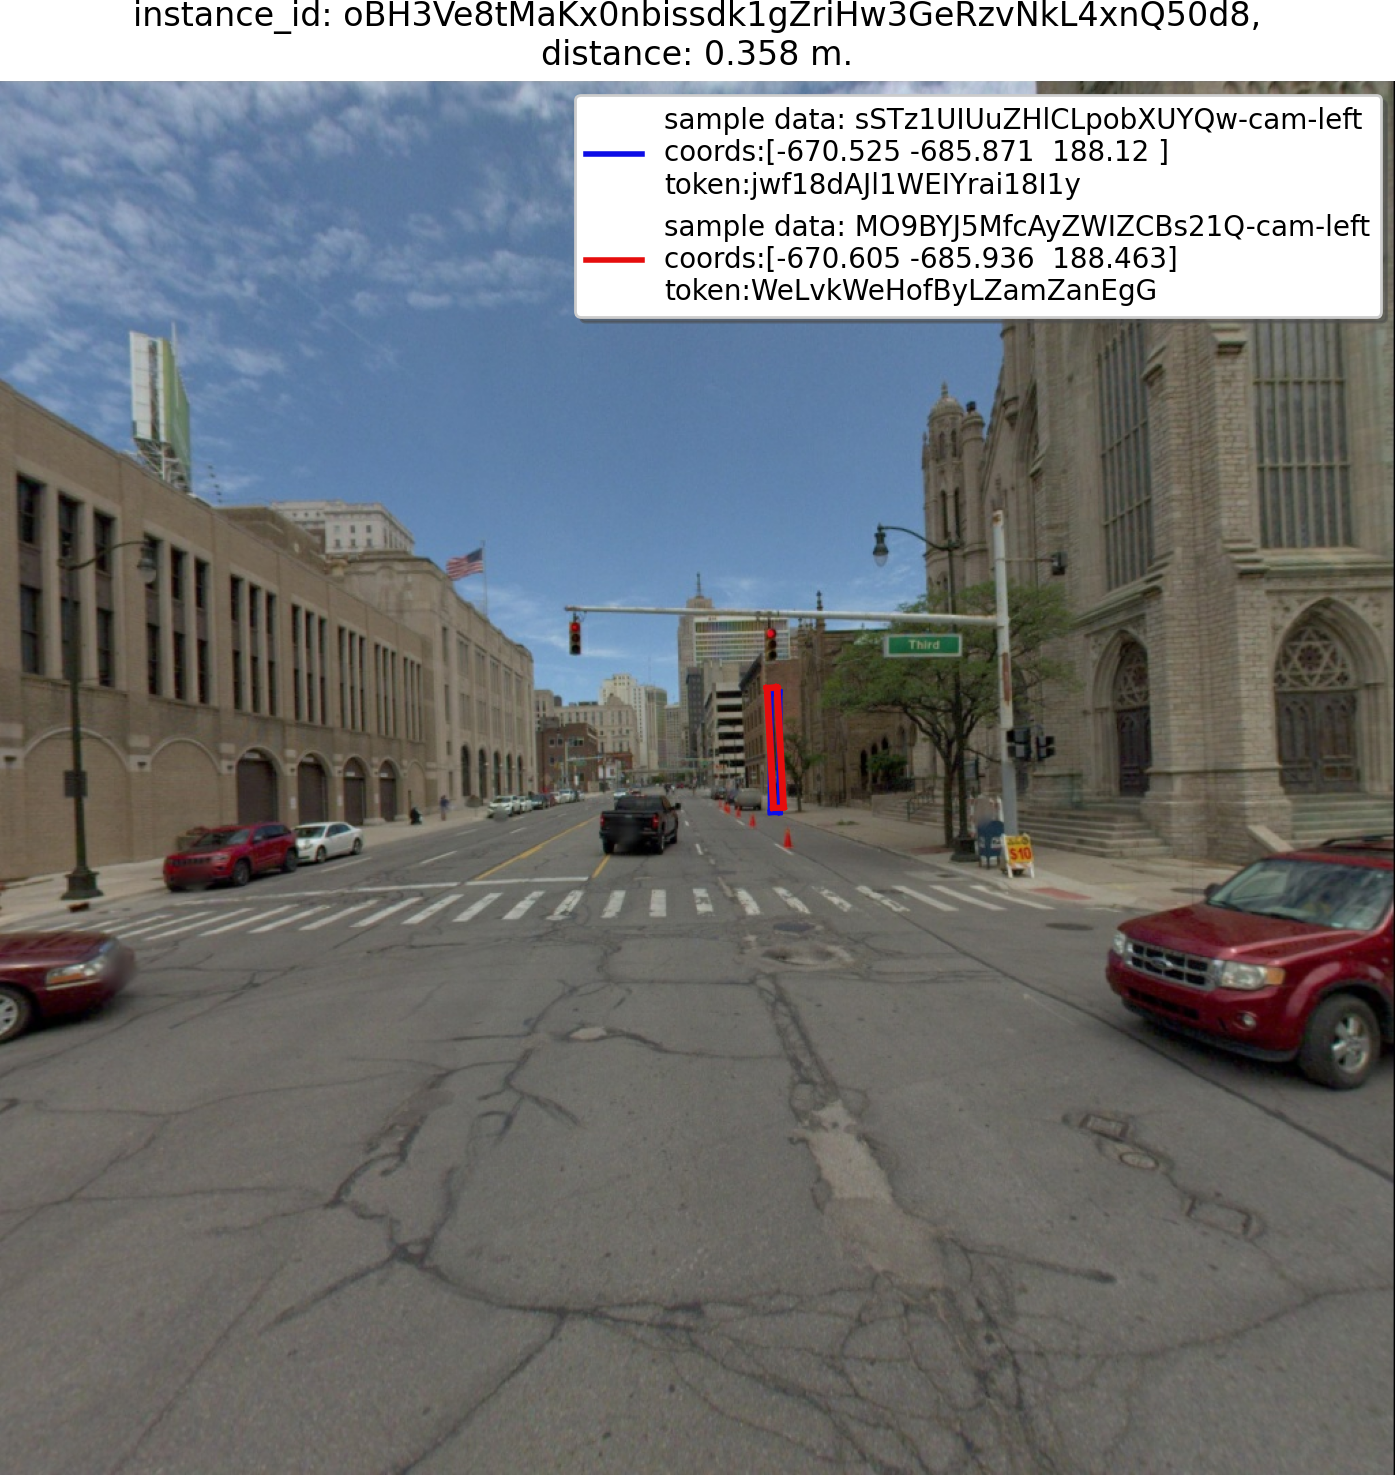 instance_id: oBH3Ve8tMaKx0nbissdk1gZriHw3GeRzvNkL4xnQ50d8,
distance: 0.358 m.
sample data: sSTz1UIUuZHlCLpobXUYQw-cam-left
coords:[-670.525 -685.871  188.12 ]
token:jwf18dAJl1WEIYrai18I1y
sample data: MO9BYJ5MfcAyZWIZCBs21Q-cam-left
coords:[-670.605 -685.936  188.463]
token:WeLvkWeHofByLZamZanEgG
Third
$10